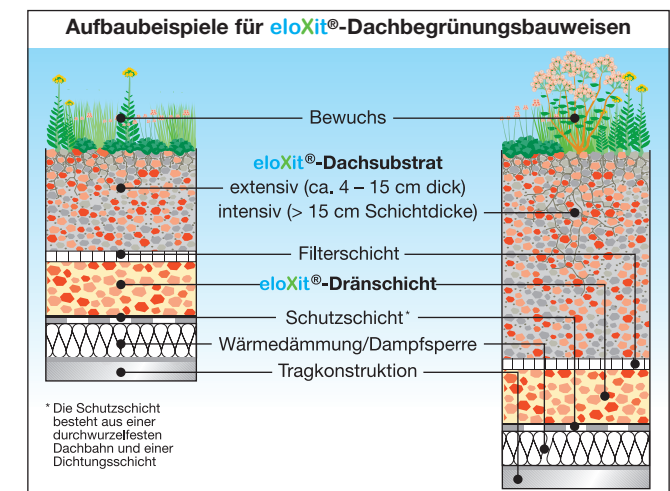 Aufbaubeispiele für eloXit®-Dachbegrünungsbauweisen
Bewuchs
eloXit®-Dachsubstrat
extensiv (ca. 4 – 15 cm dick)
intensiv (> 15 cm Schichtdicke)
Filterschicht
eloXit®-Dränschicht
Schutzschicht*
Wärmedämmung/Dampfsperre
Tragkonstruktion
* Die Schutzschicht
besteht aus einer
durchwurzelfesten
Dachbahn und einer
Dichtungsschicht